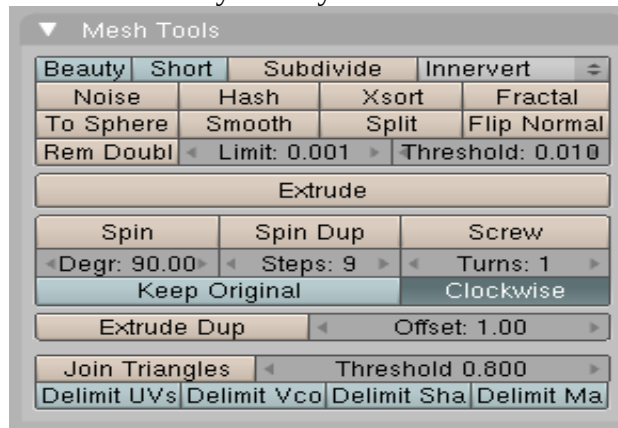 Mesh Tools
Beauty Short Subdivide Innervert
Noise Hash Xsort Fractal
To Sphere Smooth Split Flip Normal
Rem Doubl Limit: 0.001 Threshold: 0.010
Extrude
Spin Spin Dup Screw
Degr: 90.00 Steps: 9 Turns: 1
Keep Original Clockwise
Extrude Dup Offset: 1.00
Join Triangles Threshold 0.800
Delimit UVs Delimit Vco Delimit Sha Delimit Ma